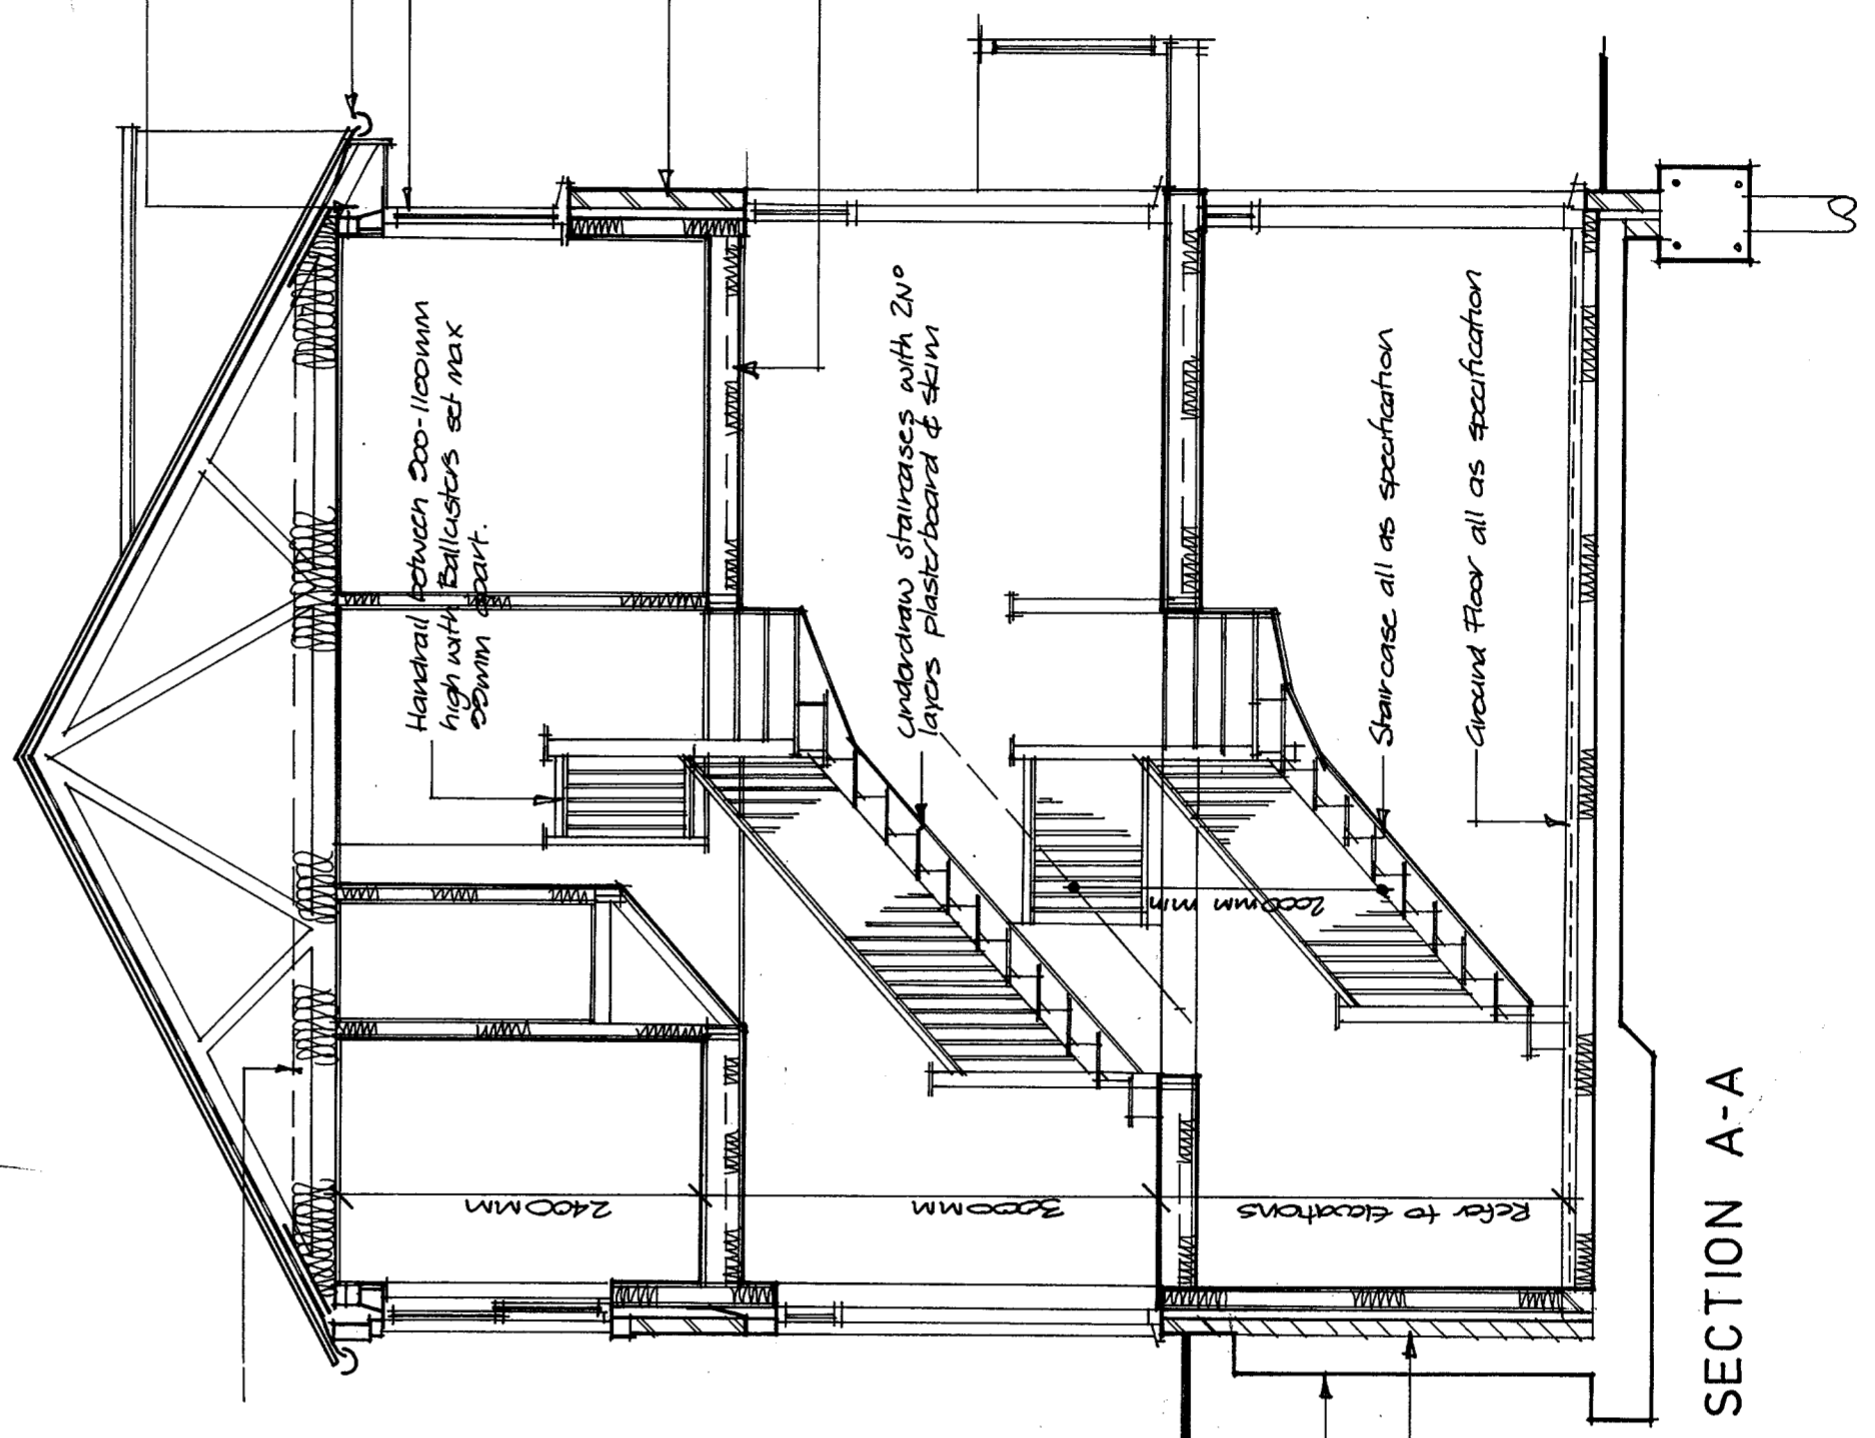 Handrail between 900-1100mm
high with Ballusters set max
99mm apart.
Underdraw staircases with 2N°
layers plasterboard & skim
Staircase all as specification
Ground Floor all as specification
2000mm min
2400MM
3000MM
Refer to Elevations
SECTION A-A